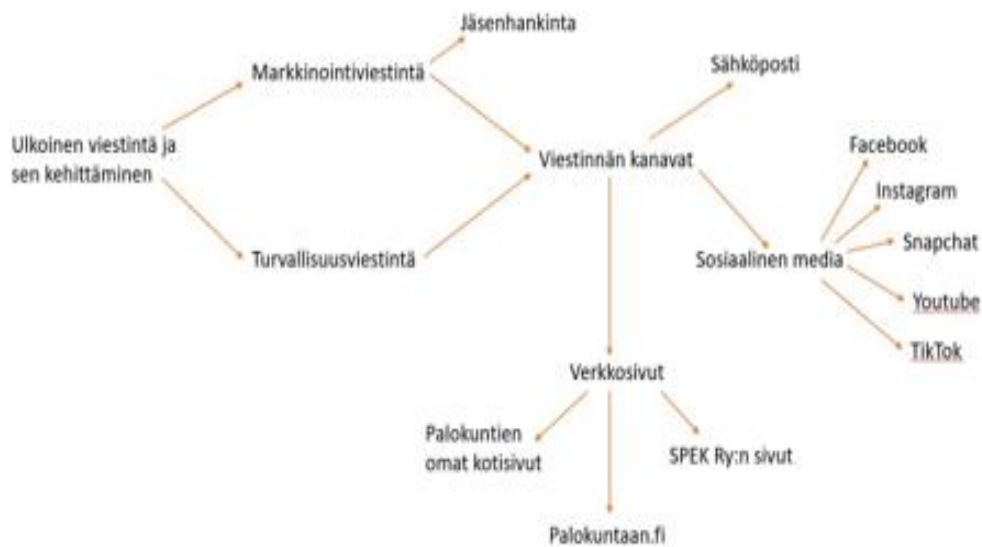 Jäsenhankinta
Markkinointiviestintä
Sähköposti
Ulkoinen viestintä ja
sen kehittäminen
Viestinnän kanavat
Facebook
Instagram
Snapchat
Turvallisuusviestintä
Sosiaalinen media
Youtube
TikTok
Verkkosivut
Palokuntien
omat kotisivut
SPEK Ry:n sivut
Palokuntaan.fi